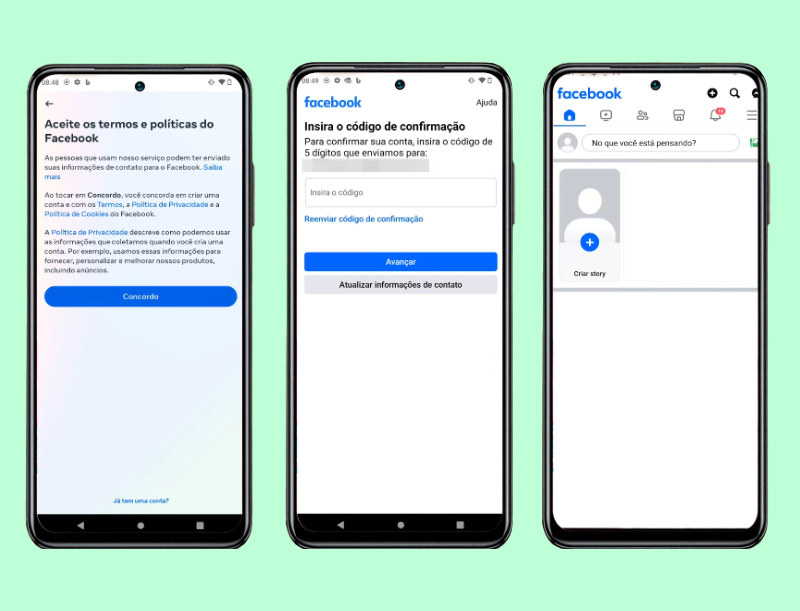 08:48
Aceite os termos e políticas do
Facebook
As pessoas que usam nosso serviço podem ter enviado
suas informações de contato para o Facebook. Saiba
mais
Ao tocar em Concordo, você concorda em criar uma
conta e com os Termos, a Política de Privacidade e a
Política de Cookies do Facebook.
A Política de Privacidade descreve como podemos usar
as informações que coletamos quando você cria uma
conta. Por exemplo, usamos essas informações para
fornecer, personalizar e melhorar nossos produtos,
incluindo anúncios.
Concordo
Já tem uma conta?
08:49
facebook
Ajuda
Insira o código de confirmação
Para confirmar sua conta, insira o código de
5 dígitos que enviamos para:
Insira o código
Reenviar código de confirmação
Avançar
Atualizar informações de contato
facebook
No que você está pensando?
Criar story